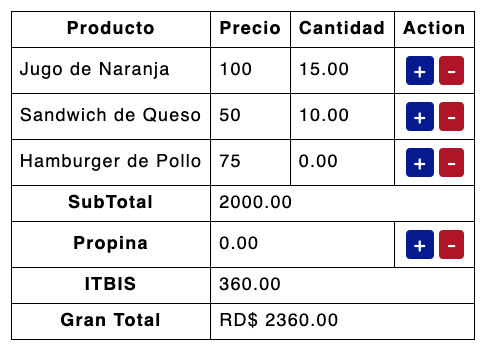 Producto Precio Cantidad Action
Jugo de Naranja 100 15.00 + -
Sandwich de Queso 50 10.00 + -
Hamburger de Pollo 75 0.00 + -
SubTotal 2000.00
Propina 0.00 + -
ITBIS 360.00
Gran Total RD$ 2360.00